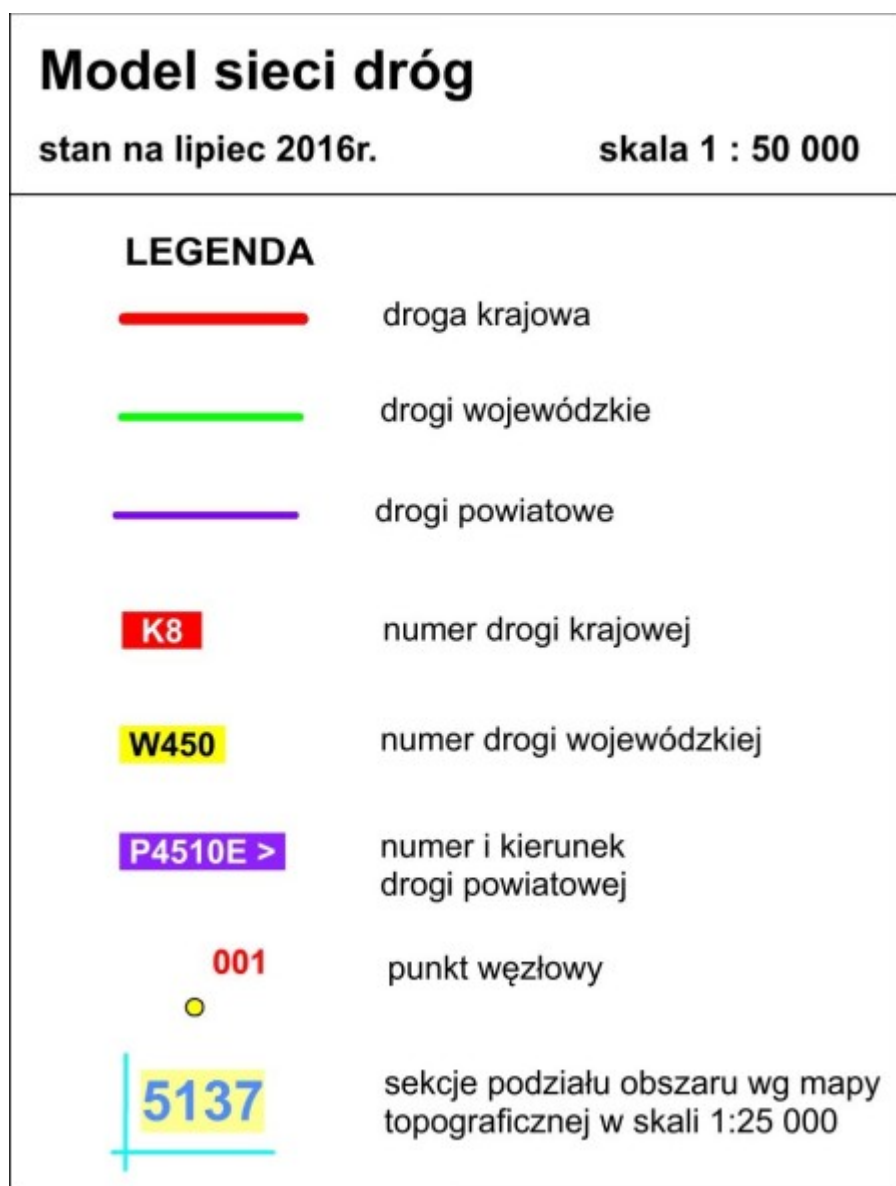 Model sieci dróg
stan na lipiec 2016r. skala 1 : 50 000
LEGENDA
droga krajowa
drogi wojewódzkie
drogi powiatowe
K8 numer drogi krajowej
W450 numer drogi wojewódzkiej
P4510E > numer i kierunek
drogi powiatowej
001
punkt węzłowy
5137 sekcje podziału obszaru wg mapy
topograficznej w skali 1:25 000